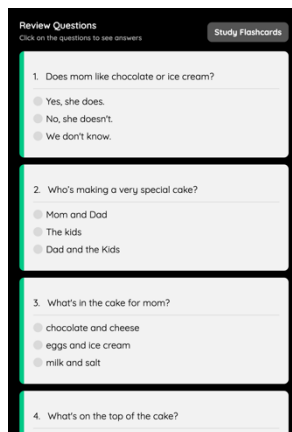 Review Questions
Click on the questions to see answers
Study Flashcards
1. Does mom like chocolate or ice cream?
Yes, she does.
No, she doesn't.
We don't know.
2. Who's making a very special cake?
Mom and Dad
The kids
Dad and the Kids
3. What's in the cake for mom?
chocolate and cheese
eggs and ice cream
milk and salt
4. What's on the top of the cake?